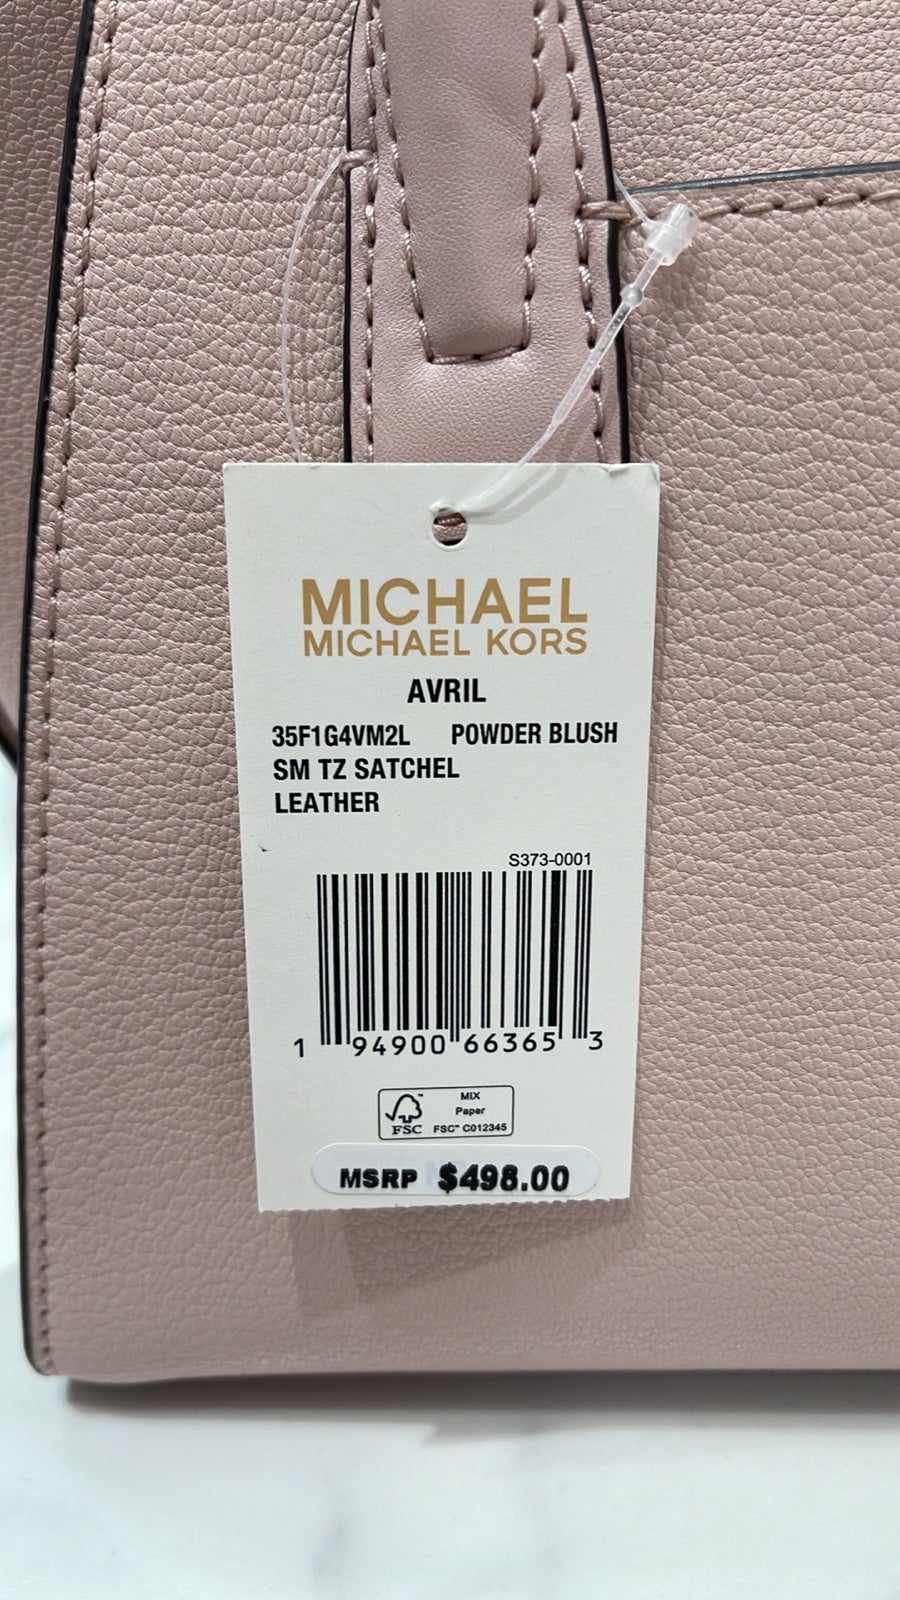 MICHAEL
MICHAEL KORS
AVRIL
35F1G4VM2L POWDER BLUSH
SM TZ SATCHEL
LEATHER
S373-0001
1 94900 66365 3
FSC™
MIX
Paper
FSC™ C012345
MSRP $498.00